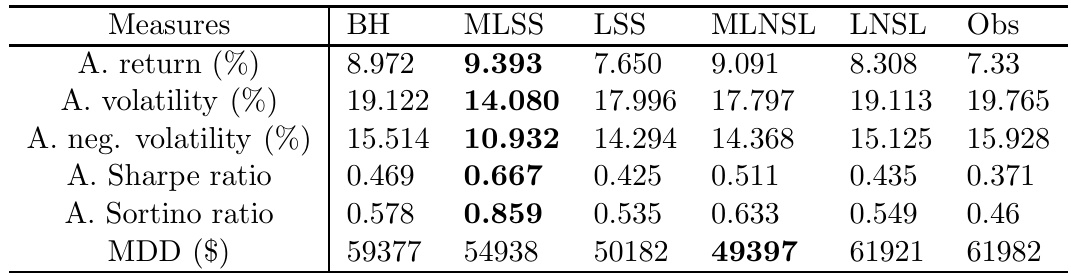 Measures BH MLSS LSS MLNSL LNSL Obs
A. return (%) 8.972 9.393 7.650 9.091 8.308 7.33
A. volatility (%) 19.122 14.080 17.996 17.797 19.113 19.765
A. neg. volatility (%) 15.514 10.932 14.294 14.368 15.125 15.928
A. Sharpe ratio 0.469 0.667 0.425 0.511 0.435 0.371
A. Sortino ratio 0.578 0.859 0.535 0.633 0.549 0.46
MDD ($) 59377 54938 50182 49397 61921 61982